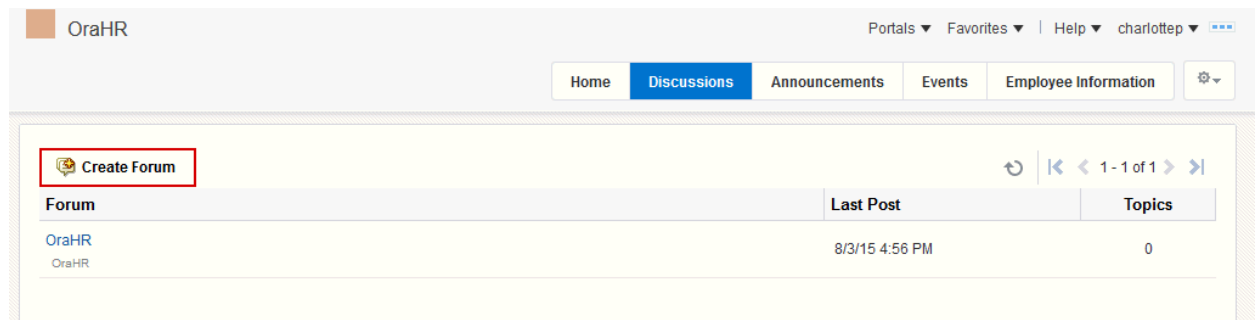 OraHR
Portals Favorites | Help charlottep
Home Discussions Announcements Events Employee Information
Create Forum
1 - 1 of 1
Forum Last Post Topics
OraHR 8/3/15 4:56 PM 0
OraHR